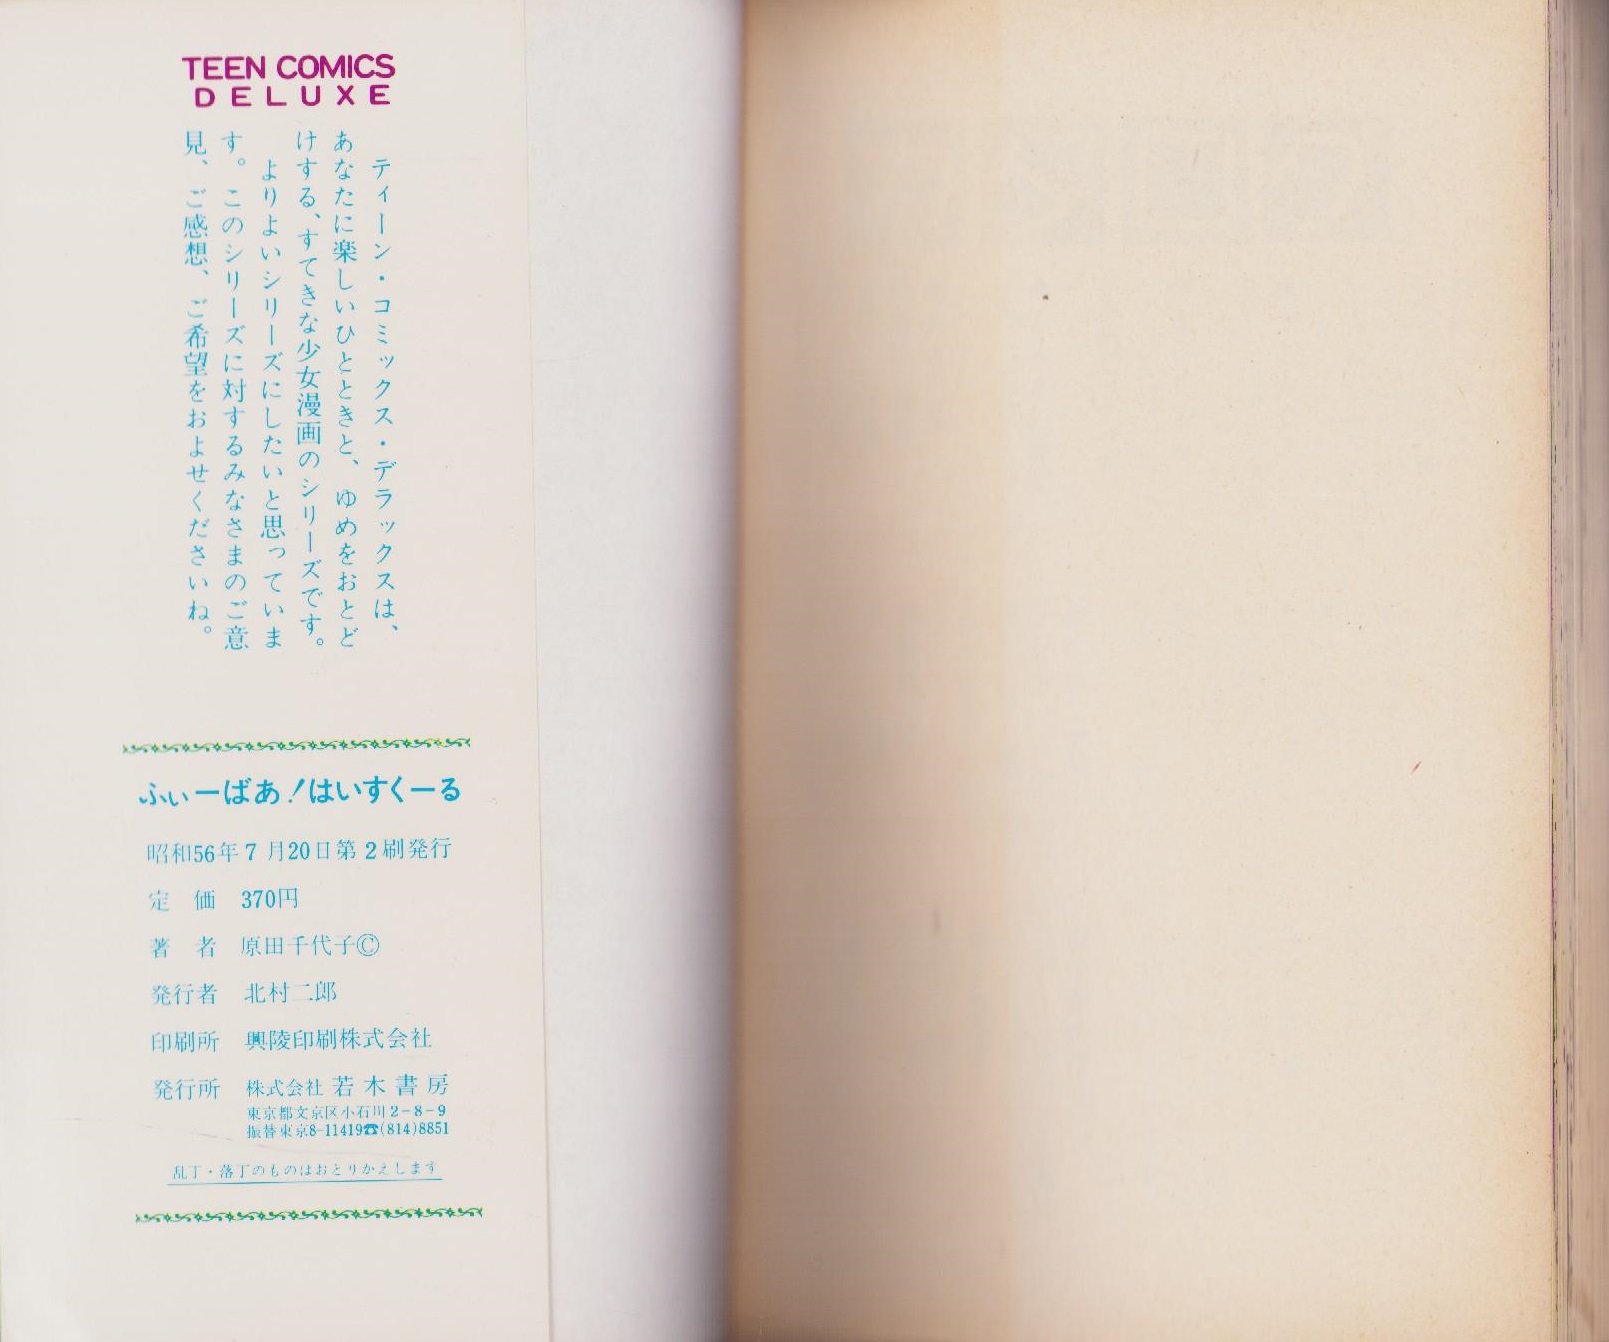 TEEN COMICS
DELUXE
ティーン・コミックス・デラックスは、
あなたに楽しいひとときと、ゆめをおとど
けする、すてきな少女漫画のシリーズです。
よりよいシリーズにしたいと思っていま
す。このシリーズに対するみなさまのご意
見、ご感想、ご希望をおよせくださいね。
ふぃーばあ!はいすくーる
昭和56年7月20日第2刷発行
定 価 370円
著 者 原田千代子©
発行者 北村二郎
印刷所 興陵印刷株式会社
発行所 株式会社 若木書房
東京都文京区小石川2-8-9
振替東京8-11419☎(814)8851
乱丁・落丁のものはおとりかえします